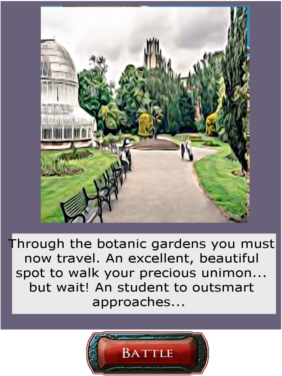 Through the botanic gardens you must
now travel. An excellent, beautiful
spot to walk your precious unimon...
but wait! An student to outsmart
approaches...
BATTLE